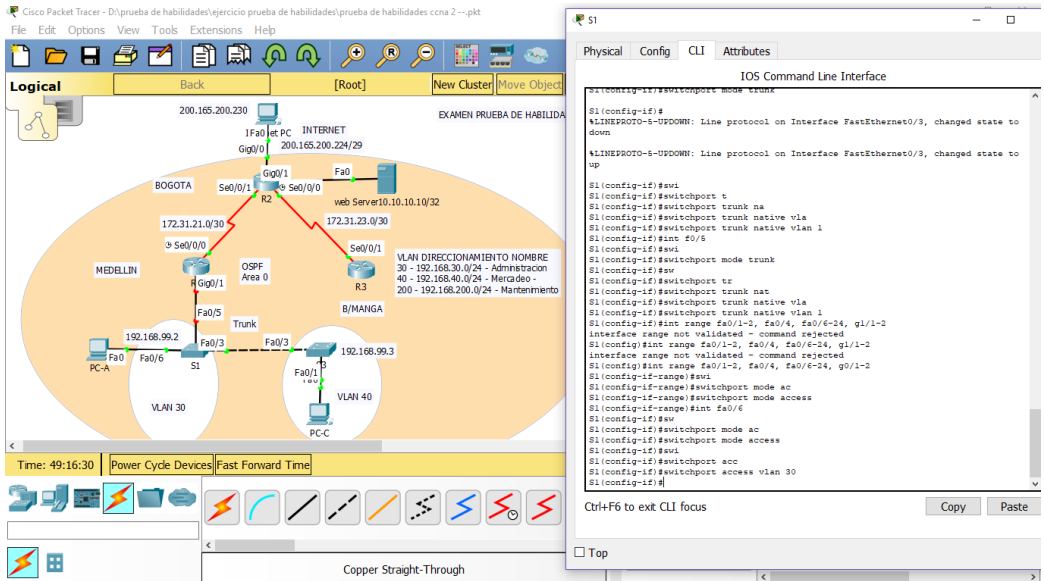 Cisco Packet Tracer - D:\prueba de habilidades\ejercicio prueba de habilidades\prueba de habilidades ccna 2 --.pkt
File Edit Options View Tools Extensions Help
Logical
Back
[Root]
New Cluster
Move Object
200.165.200.230
EXAMEN PRUEBA DE HABILIDA
Fa0
et PC
INTERNET
Gig0/0
200.165.200.224/29
Gig0/1
Fa0
BOGOTA
Se0/0/1
Se0/0/0
R2
web Server10.10.10.10/32
172.31.21.0/30
172.31.23.0/30
Se0/0/0
Se0/0/1
VLAN DIRECCIONAMIENTO NOMBRE
30 - 192.168.30.0/24 - Administracion
40 - 192.168.40.0/24 - Mercadeo -
200 - 192.168.200.0/24 - Mantenimiento
MEDELLIN
OSPF
Area 0
R
Gig0/1
R3
B/MANGA
Fa0/5
Trunk
192.168.99.2
Fa0/3
Fa0/3
192.168.99.3
Fa0
Fa0/6
PC-A
S1
Fa0/1
VLAN 40
VLAN 30
PC-C
Time: 49:16:30
Power Cycle Devices
Fast Forward Time
Copper Straight-Through
S1
Physical Config CLI Attributes
IOS Command Line Interface
S1(config-if)#switchport mode trunk
S1(config-if)#
%LINEPROTO-5-UPDOWN: Line protocol on Interface FastEthernet0/3, changed state to
down
%LINEPROTO-5-UPDOWN: Line protocol on Interface FastEthernet0/3, changed state to
up
S1(config-if)#swi
S1(config-if)#switchport t
S1(config-if)#switchport trunk na
S1(config-if)#switchport trunk native vla
S1(config-if)#switchport trunk native vlan 1
S1(config-if)#int f0/5
S1(config-if)#swi
S1(config-if)#switchport mode trunk
S1(config-if)#sw
S1(config-if)#switchport tr
S1(config-if)#switchport trunk nat
S1(config-if)#switchport trunk native vla
S1(config-if)#switchport trunk native vlan 1
S1(config-if)#int range fa0/1-2, fa0/4, fa0/6-24, g1/1-2
interface range not validated - command rejected
S1(config)#int range fa0/1-2, fa0/4, fa0/6-24, g1/1-2
interface range not validated - command rejected
S1(config)#int range fa0/1-2, fa0/4, fa0/6-24, g0/1-2
S1(config-if-range)#swi
S1(config-if-range)#switchport mode ac
S1(config-if-range)#switchport mode access
S1(config-if-range)#int fa0/6
S1(config-if)#sw
S1(config-if)#switchport mode ac
S1(config-if)#switchport mode access
S1(config-if)#swi
S1(config-if)#switchport acc
S1(config-if)#switchport access vlan 30
S1(config-if)#
Ctrl+F6 to exit CLI focus
Copy
Paste
Top